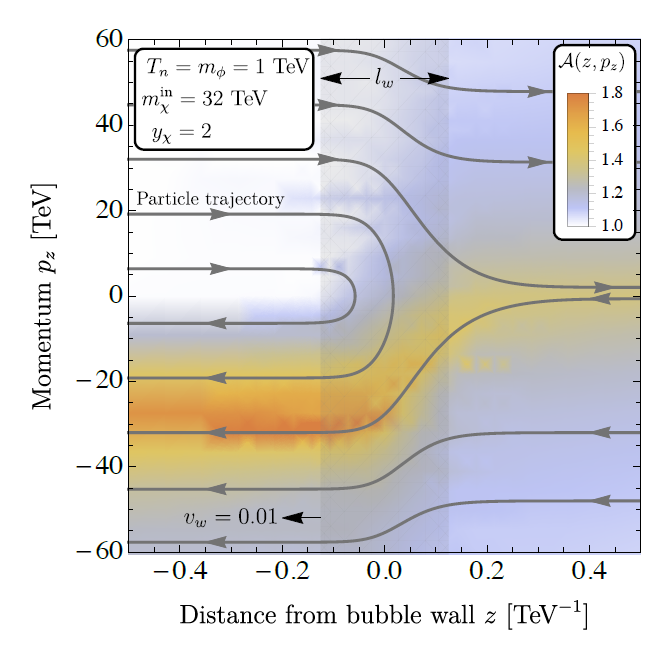 60
40
20
0
−20
−40
−60
Momentum p_z [TeV]
T_n = m_ϕ = 1 TeV
m_χ^in = 32 TeV
y_χ = 2
l_w
𝒜(z, p_z)
1.8
1.6
1.4
1.2
1.0
Particle trajectory
v_w = 0.01
−0.4
−0.2
0.0
0.2
0.4
Distance from bubble wall z [TeV⁻¹]